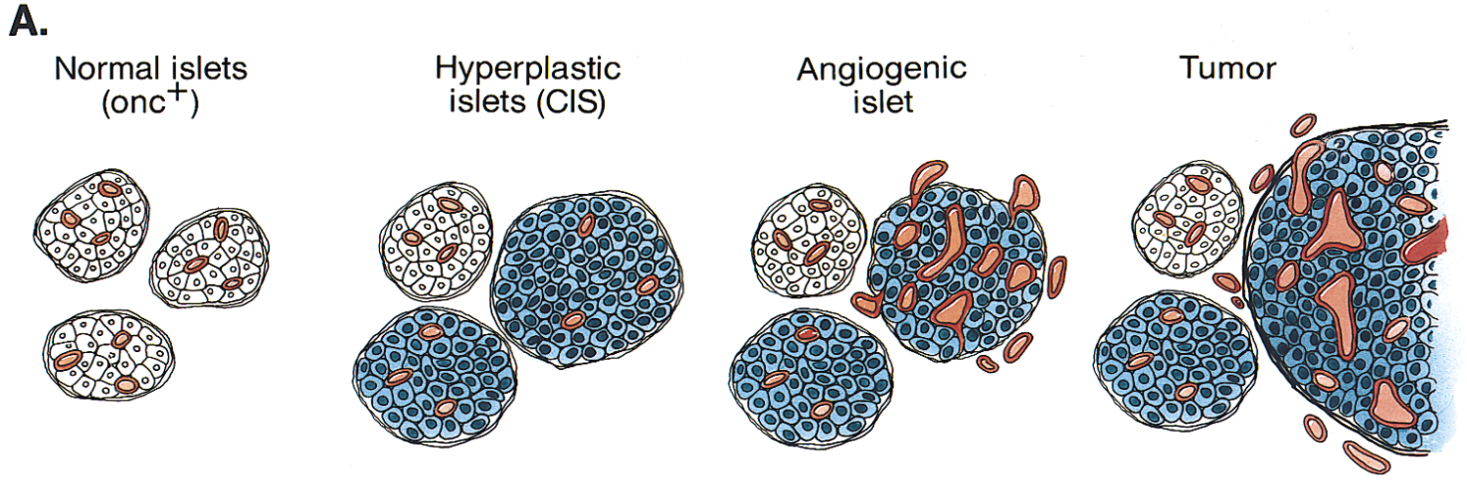 A.
Normal islets
(onc+)
Hyperplastic
islets (CIS)
Angiogenic
islet
Tumor